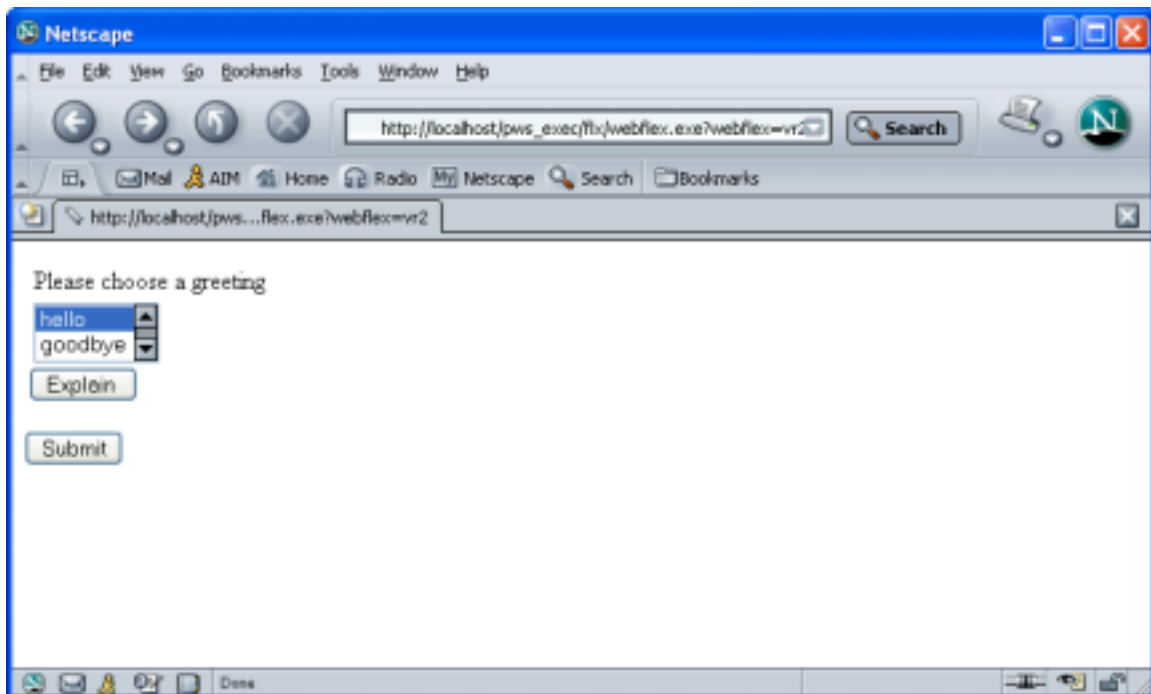 Netscape
File Edit View Go Bookmarks Tools Window Help
http://localhost/pws_exec/flx/webflex.exe?webflex=vr2 Search N
Mail AIM Home Radio My Netscape Search Bookmarks
http://localhost/pws...flex.exe?webflex=vr2
Please choose a greeting
hello
goodbye
Explain
Submit
Done